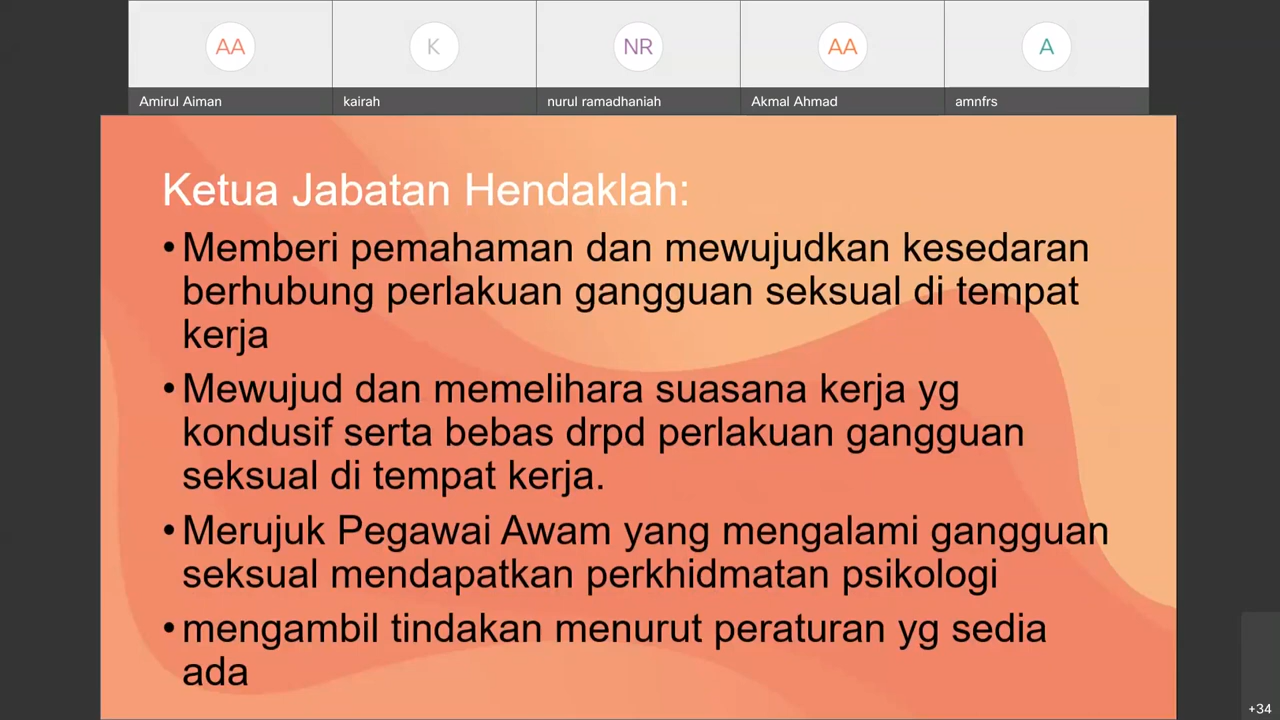 AA
K
NR
AA
A
Amirul Aiman
kairah
nurul ramadhaniah
Akmal Ahmad
amnfrs
Ketua Jabatan Hendaklah:
•Memberi pemahaman dan mewujudkan kesedaran
berhubung perlakuan gangguan seksual di tempat
kerja
•Mewujud dan memelihara suasana kerja yg
kondusif serta bebas drpd perlakuan gangguan
seksual di tempat kerja.
•Merujuk Pegawai Awam yang mengalami gangguan
seksual mendapatkan perkhidmatan psikologi
•mengambil tindakan menurut peraturan yg sedia
ada
+34